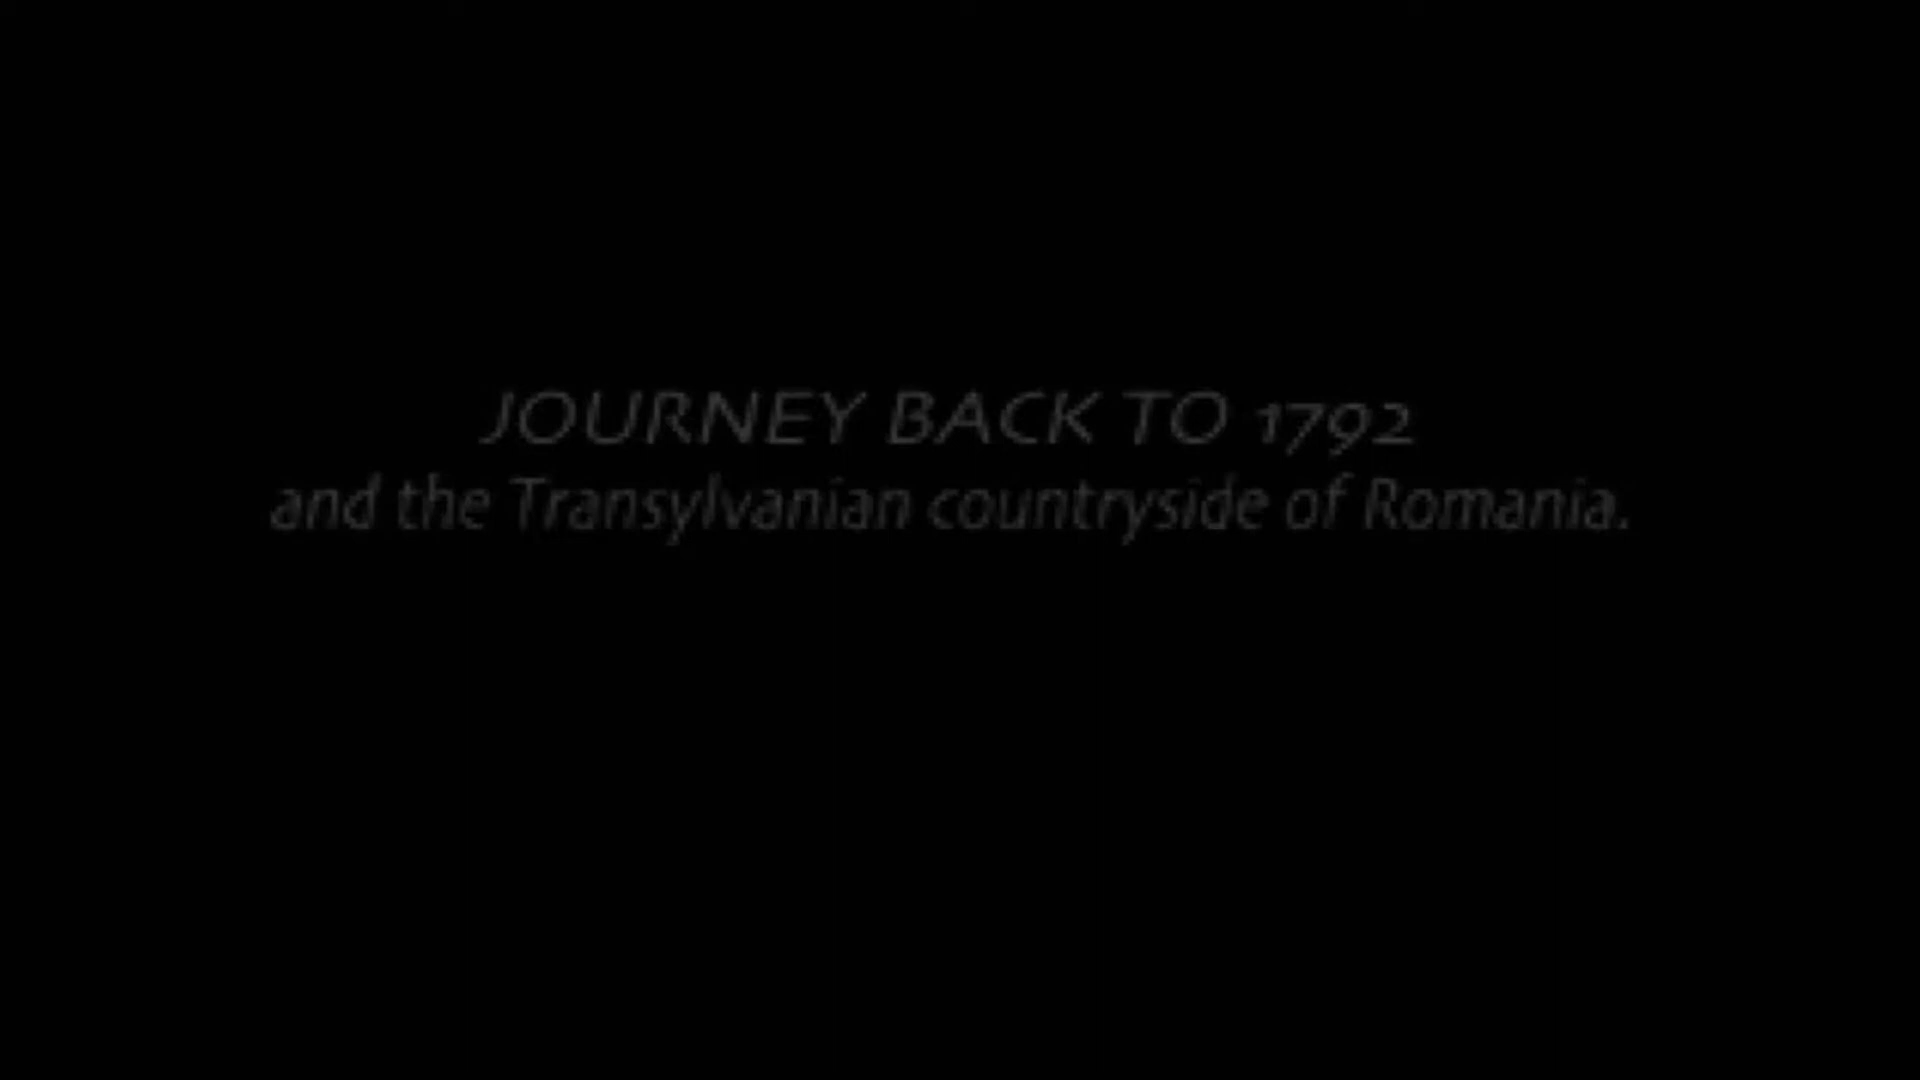 JOURNEY BACK TO 1792
and the Transylvanian countryside of Romania.